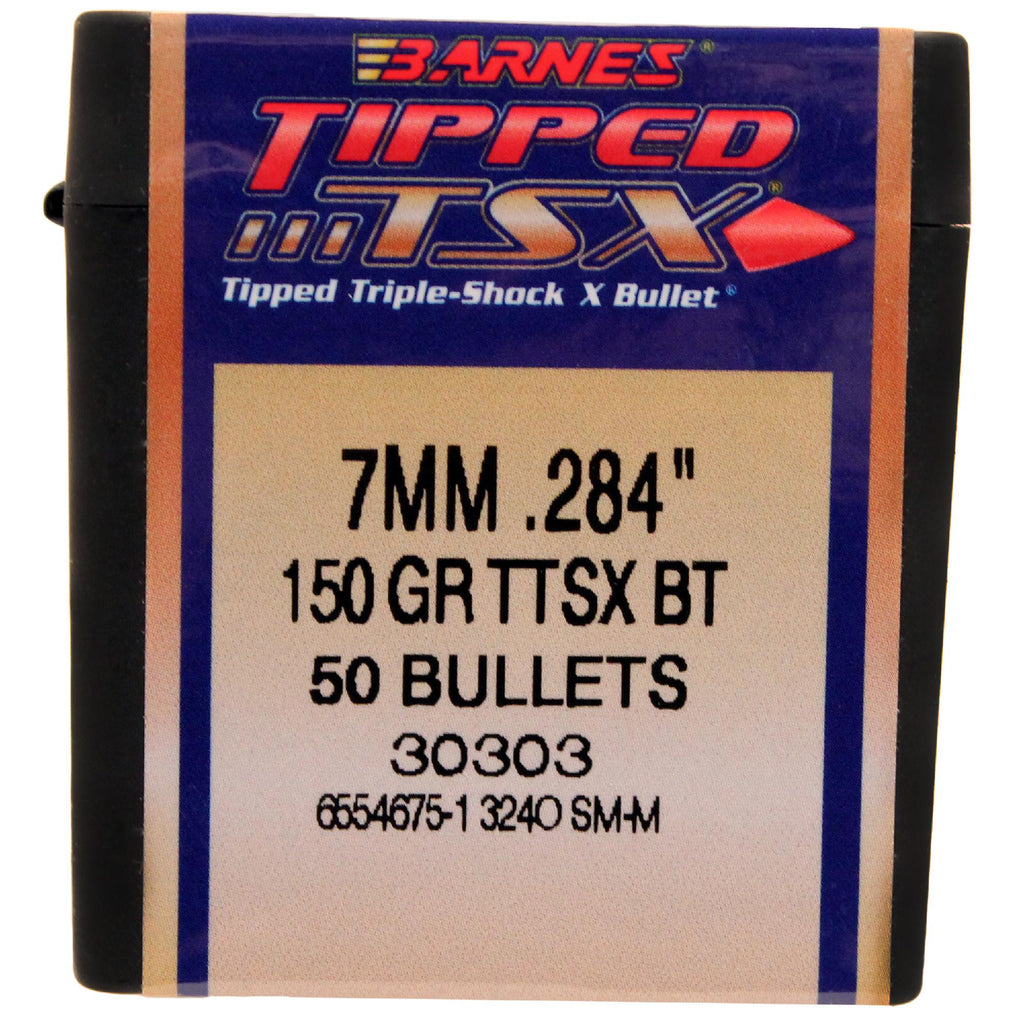 BARNES®
TIPPED
TSX®
Tipped Triple-Shock X Bullet®
7MM .284"
150 GR TTSX BT
50 BULLETS
30303
6554675-1 3240 SM-M